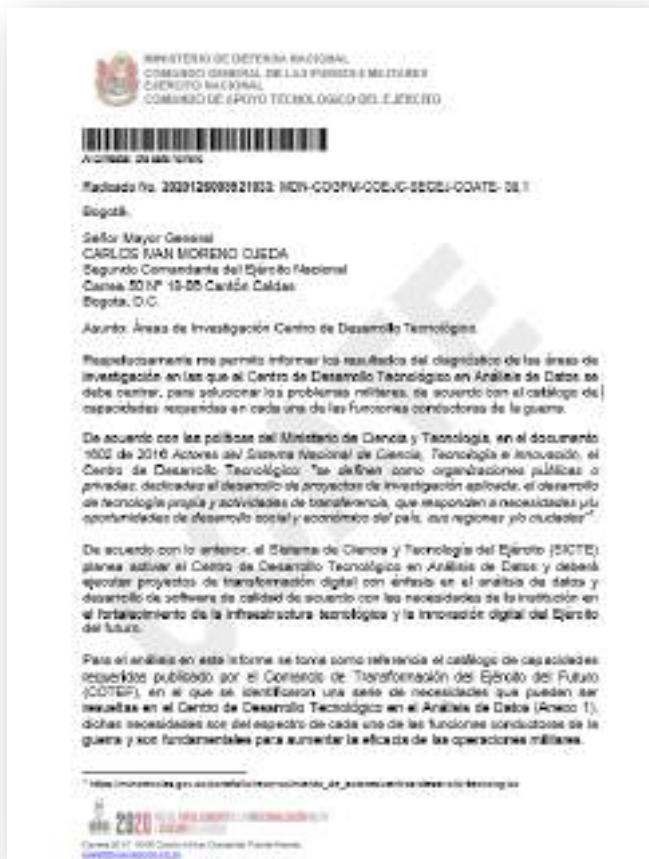 MINISTERIO DE DEFENSA NACIONAL
COMANDO GENERAL DE LAS FUERZAS MILITARES
EJÉRCITO NACIONAL
COMANDO DE APOYO TECNOLÓGICO DEL EJÉRCITO
Radicado No. MDN-COGFM-COEJC-SECEJ-COATE-
Bogotá,
Señor Mayor General
CARLOS IVAN MORENO OJEDA
Segundo Comandante del Ejército Nacional
Carrea 50 Nº Cantón Caldas
Bogota, D.C.
Asunto: Áreas de Investigación Centro de Desarrollo Tecnológico
Respetuosamente me permito informar los resultados del diagnóstico de las áreas de
investigación en las que el Centro de Desarrollo Tecnológico en Análisis de Datos se
debe centrar, para solucionar los problemas militares, de acuerdo con el catálogo de
capacidades requeridas en cada una de las funciones conductoras de la guerra.
De acuerdo con las políticas del Ministerio de Ciencia y Tecnología, en el documento
1602 de 2016 Actores del Sistema Nacional de Ciencia, Tecnología e Innovación, el
Centro de Desarrollo Tecnológico: "se definen como organizaciones públicas o
privadas, dedicadas al desarrollo de proyectos de investigación aplicada, el desarrollo
de tecnología propia y actividades de transferencia, que responden a necesidades y/u
oportunidades de desarrollo social y económico del país, sus regiones y/o ciudades"¹.
De acuerdo con lo anterior, el Sistema de Ciencia y Tecnología del Ejército (SICTE)
planea activar el Centro de Desarrollo Tecnológico en Análisis de Datos y deberá
ejecutar proyectos de transformación digital con énfasis en el análisis de datos y
desarrollo de software de calidad de acuerdo con las necesidades de la institución en
el fortalecimiento de la infraestructura tecnológica y la innovación digital del Ejército
del futuro.
Para el análisis en este informe se toma como referencia el catálogo de capacidades
requeridas publicado por el Comando de Transformación del Ejército del Futuro
(COTEF), en el que se identificaron una serie de necesidades que pueden ser
resueltas en el Centro de Desarrollo Tecnológico en el Análisis de Datos (Anexo 1),
dichas necesidades son del espectro de cada una de las funciones conductoras de la
guerra y son fundamentales para aumentar la eficacia de las operaciones militares.
2020